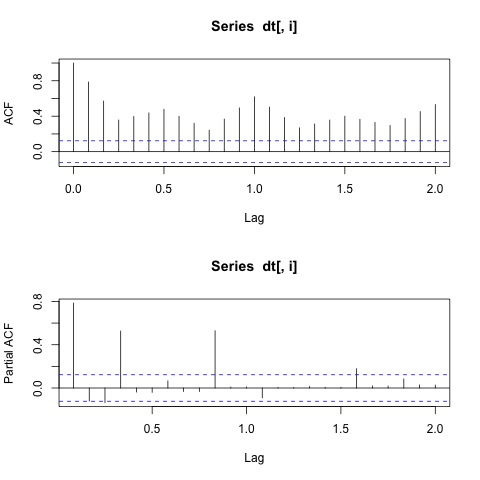 Series dt[, i]
ACF
0.8
0.4
0.0
0.0 0.5 1.0 1.5 2.0
Lag
Series dt[, i]
Partial ACF
0.8
0.4
0.0
0.5 1.0 1.5 2.0
Lag